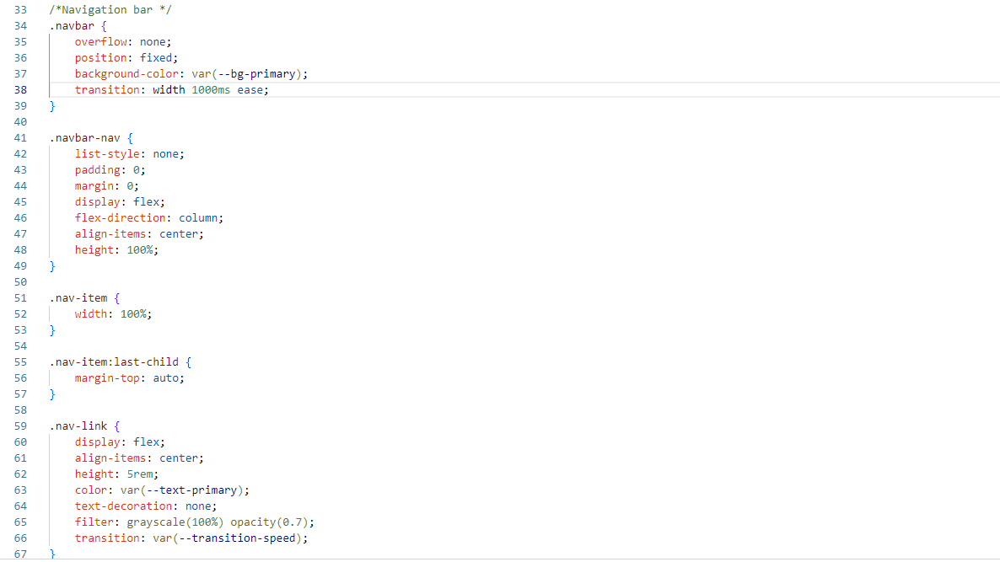 33 /*Navigation bar */
34 .navbar {
35 overflow: none;
36 position: fixed;
37 background-color: var(--bg-primary);
38 transition: width 1000ms ease;
39 }
40
41 .navbar-nav {
42 list-style: none;
43 padding: 0;
44 margin: 0;
45 display: flex;
46 flex-direction: column;
47 align-items: center;
48 height: 100%;
49 }
50
51 .nav-item {
52 width: 100%;
53 }
54
55 .nav-item:last-child {
56 margin-top: auto;
57 }
58
59 .nav-link {
60 display: flex;
61 align-items: center;
62 height: 5rem;
63 color: var(--text-primary);
64 text-decoration: none;
65 filter: grayscale(100%) opacity(0.7);
66 transition: var(--transition-speed);
67 }